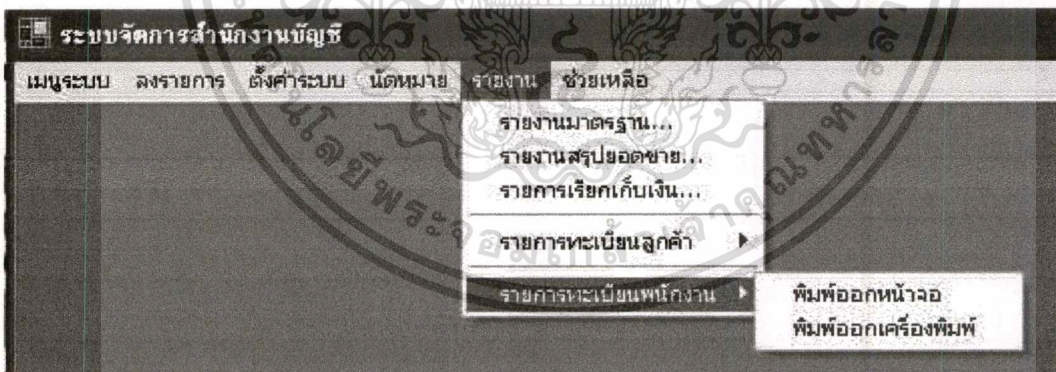 ระบบจัดการสำนักงานบัญชี
เมนูระบบ ลงรายการ ตั้งค่าระบบ นัดหมาย รายงาน ช่วยเหลือ
รายงานมาตรฐาน...
รายงานสรุปยอดขาย...
รายการเรียกเก็บเงิน...
รายการทะเบียนลูกค้า
รายการทะเบียนพนักงาน
พิมพ์ออกหน้าจอ
พิมพ์ออกเครื่องพิมพ์